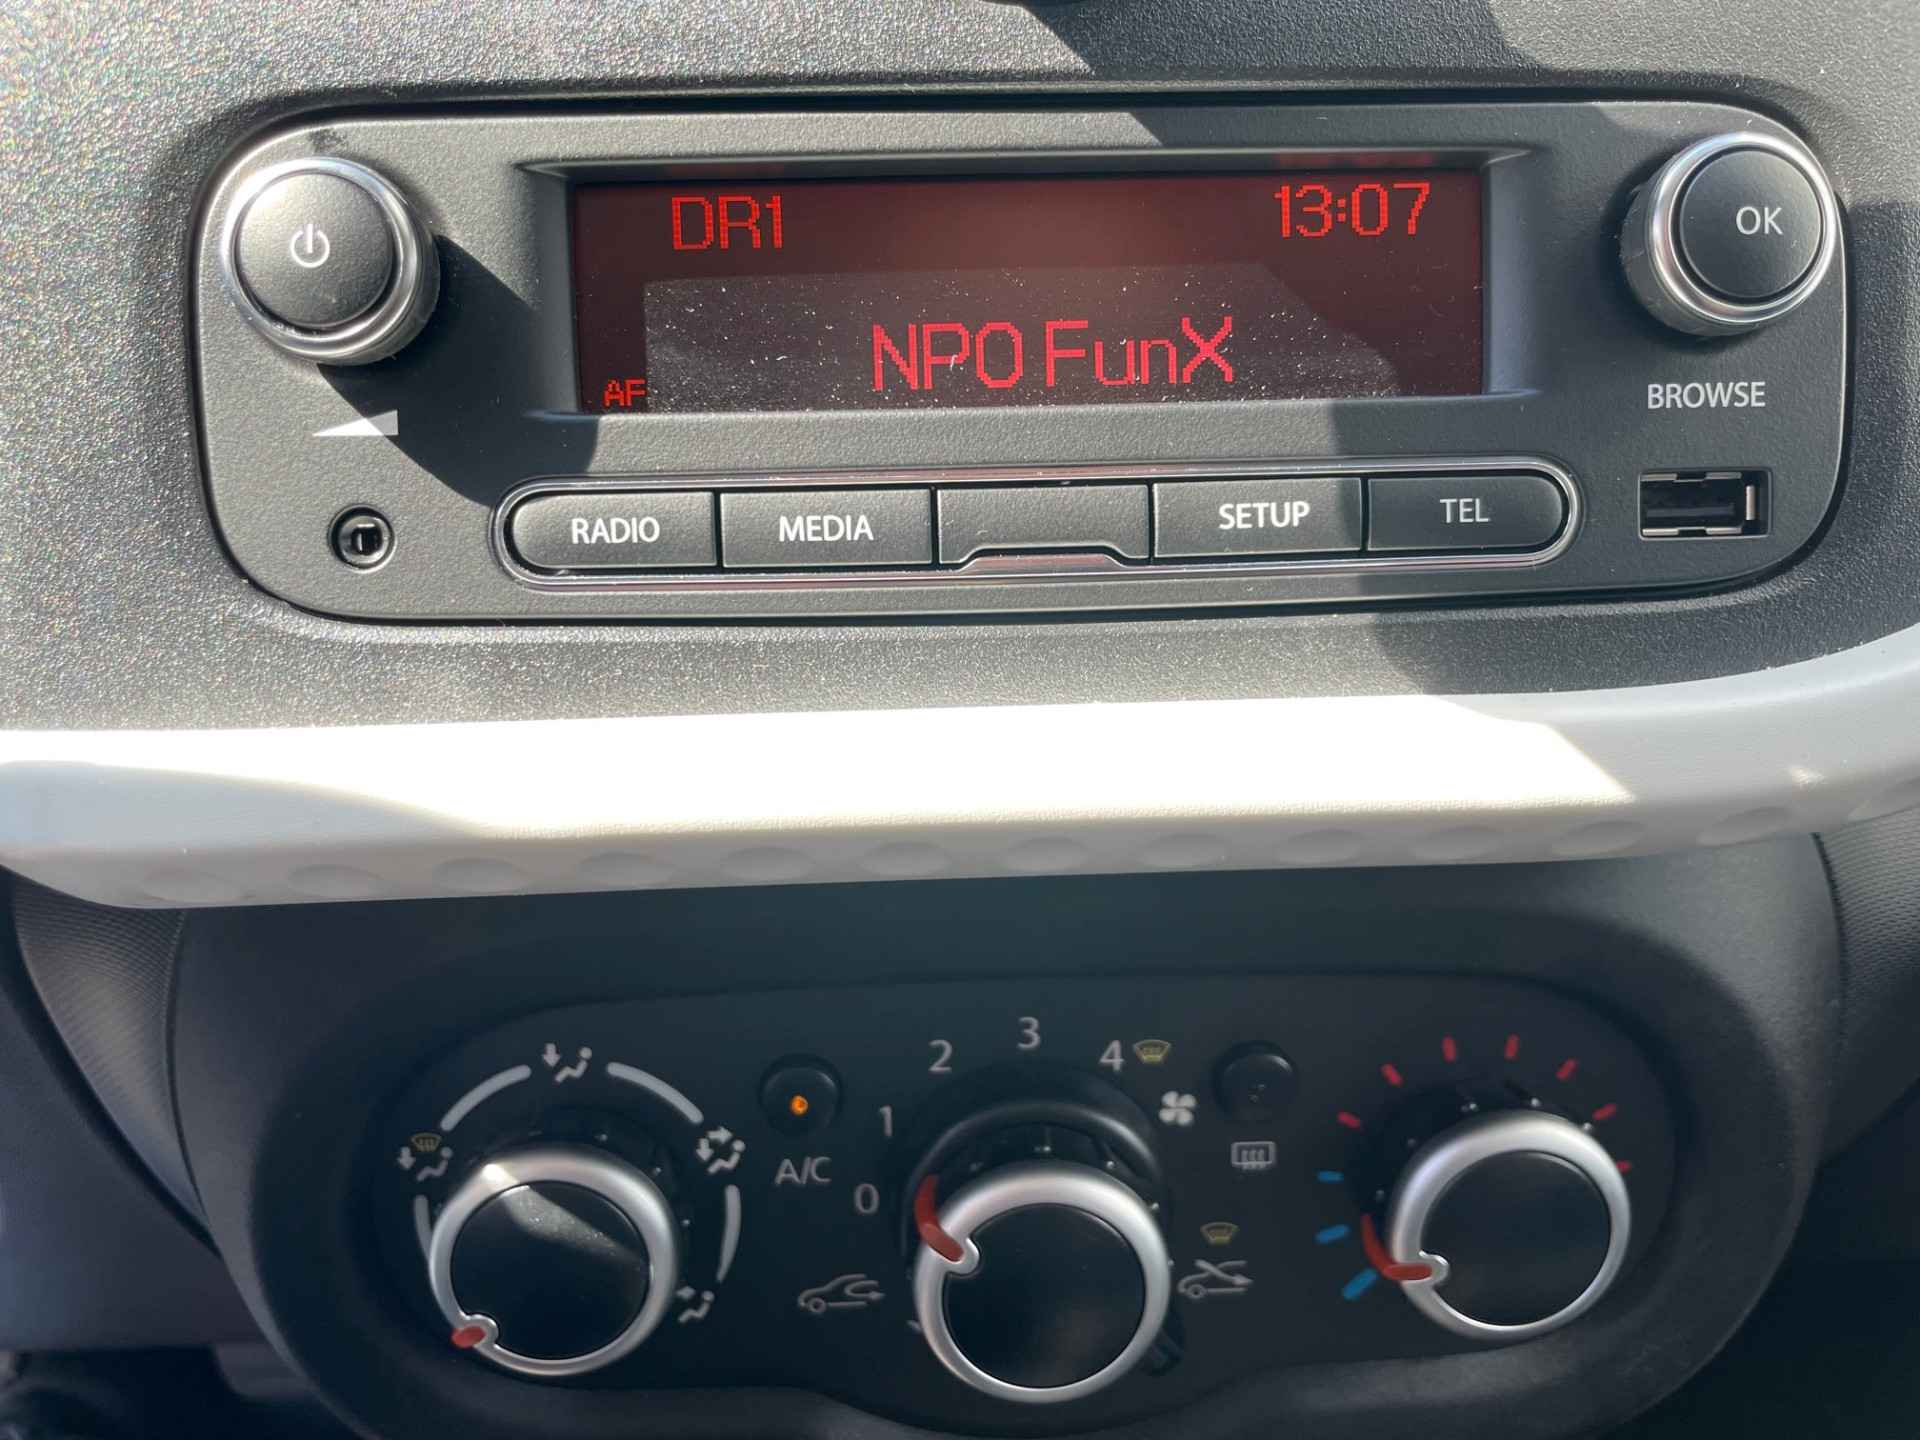 DR1 13:07
NPO FunX
AF
OK
BROWSE
RADIO MEDIA SETUP TEL
0 1 2 3 4
A/C